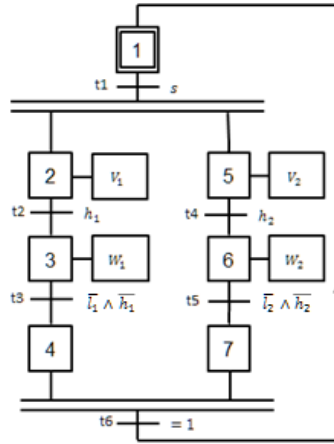 1
t1 s
2 V₁ 5 V₂
t2 h₁ t4 h₂
3 W₁ 6 W₂
t3 l̅₁ ∧ h̅₁ t5 l̅₂ ∧ h̅₂
4 7
t6 = 1